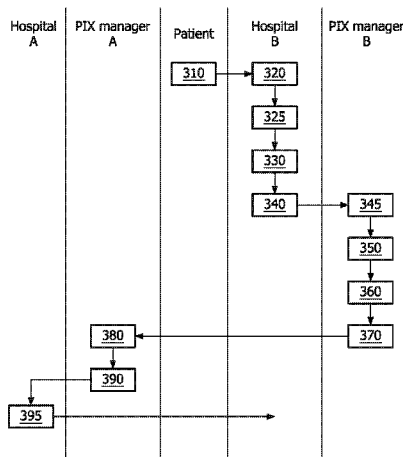 Hospital A
PIX manager A
Patient
Hospital B
PIX manager B
310
320
325
330
340
345
350
360
380
370
390
395